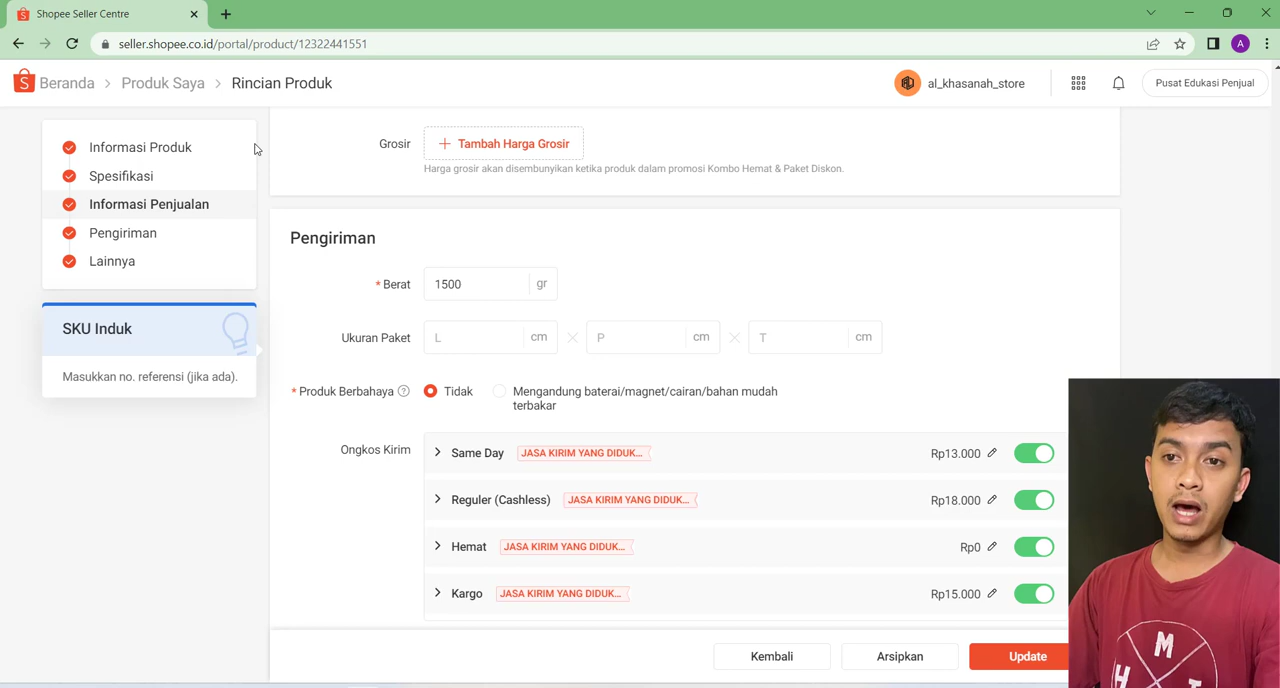 Shopee Seller Centre
seller.shopee.co.id/portal/product/12322441551
A
Beranda > Produk Saya > Rincian Produk
al_khasanah_store
Pusat Edukasi Penjual
Informasi Produk
Spesifikasi
Informasi Penjualan
Pengiriman
Lainnya
SKU Induk
Masukkan no. referensi (jika ada).
Grosir
+ Tambah Harga Grosir
Harga grosir akan disembunyikan ketika produk dalam promosi Kombo Hemat & Paket Diskon.
Pengiriman
* Berat 1500 gr
Ukuran Paket L cm × P cm × T cm
* Produk Berbahaya ? Tidak Mengandung baterai/magnet/cairan/bahan mudah
terbakar
Ongkos Kirim
Same Day JASA KIRIM YANG DIDUK... Rp13.000
Reguler (Cashless) JASA KIRIM YANG DIDUK... Rp18.000
Hemat JASA KIRIM YANG DIDUK... Rp0
Kargo JASA KIRIM YANG DIDUK... Rp15.000
Kembali Arsipkan Update
M
H T